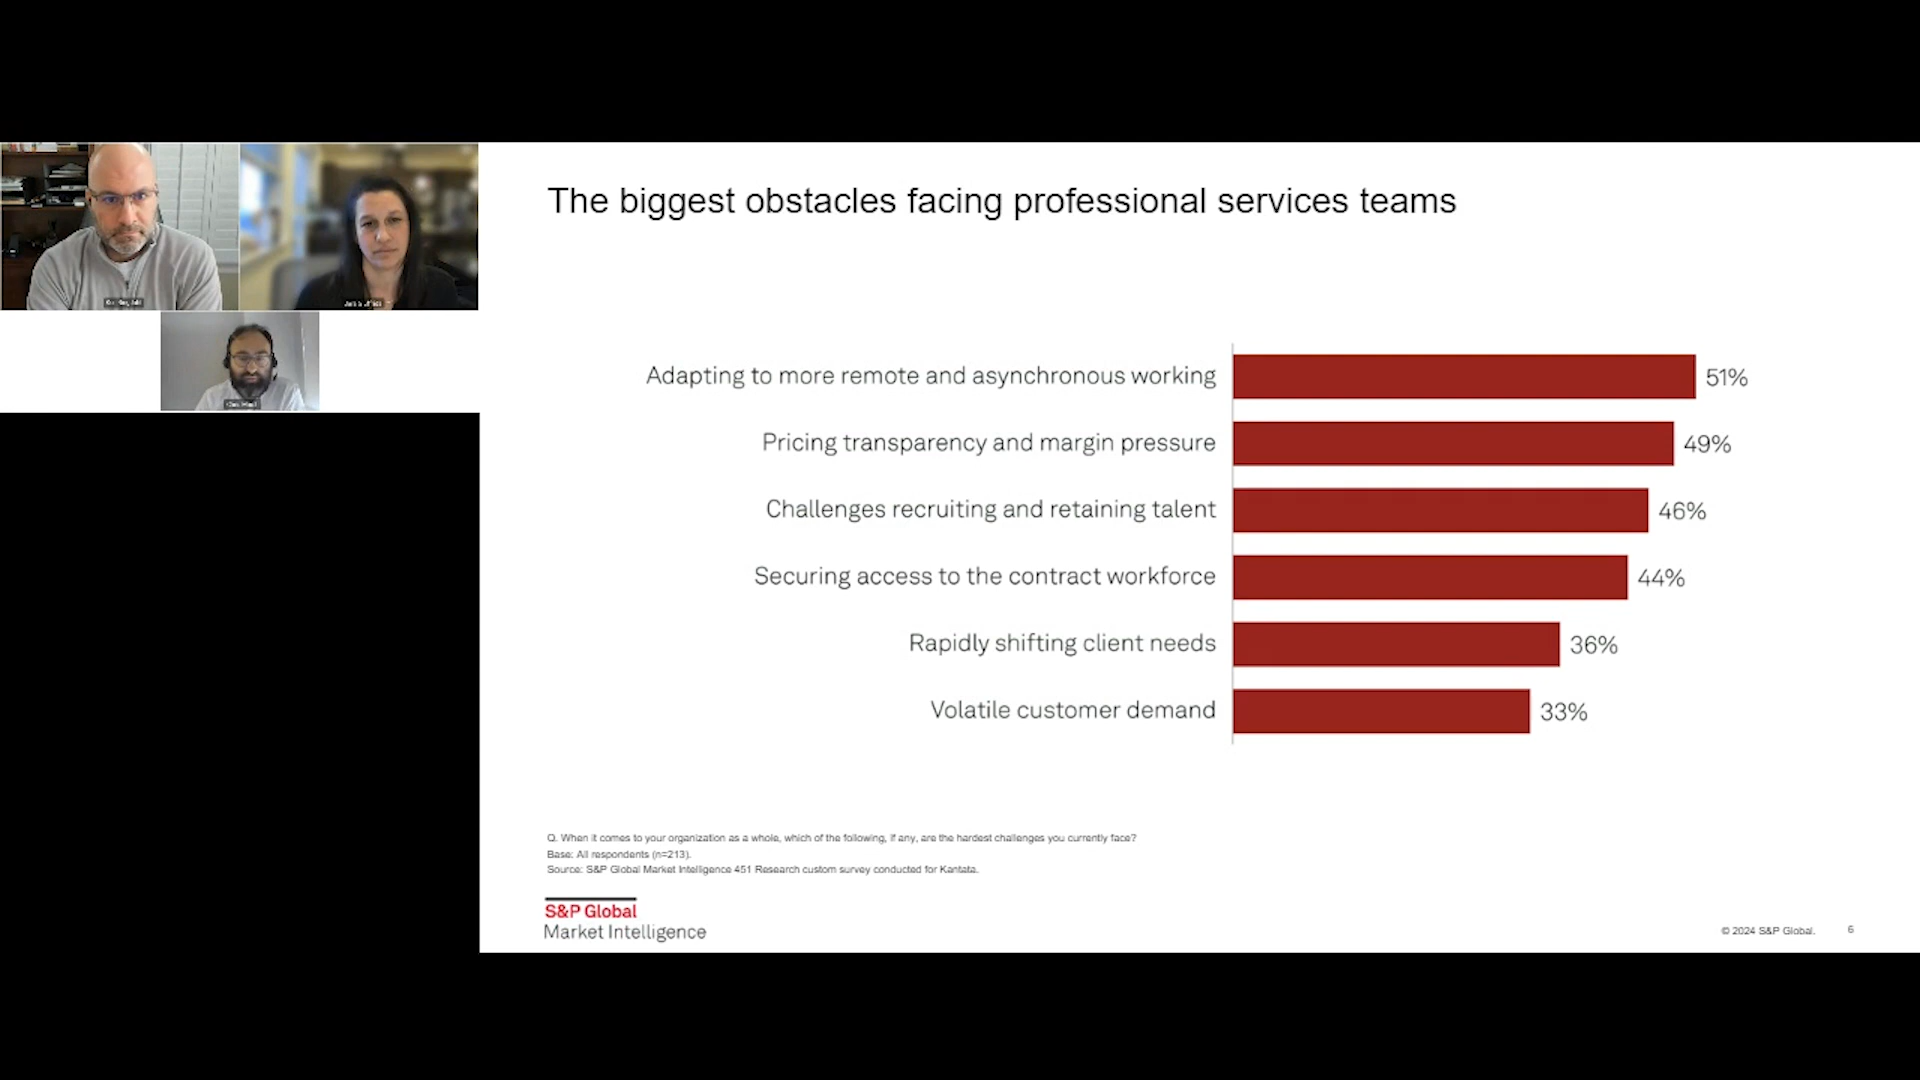 The biggest obstacles facing professional services teams
Adapting to more remote and asynchronous working 51%
Pricing transparency and margin pressure 49%
Challenges recruiting and retaining talent 46%
Securing access to the contract workforce 44%
Rapidly shifting client needs 36%
Volatile customer demand 33%
Q. When it comes to your organization as a whole, which of the following, if any, are the hardest challenges you currently face?
Base: All respondents (n=213).
Source: S&P Global Market Intelligence 451 Research custom survey conducted for Kantata.
S&P Global
Market Intelligence
© 2024 S&P Global. 6